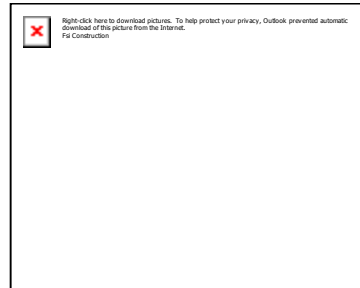 Right-click here to download pictures.  To help protect your privacy, Outlook prevented automatic
download of this picture from the Internet.
Fsi Construction